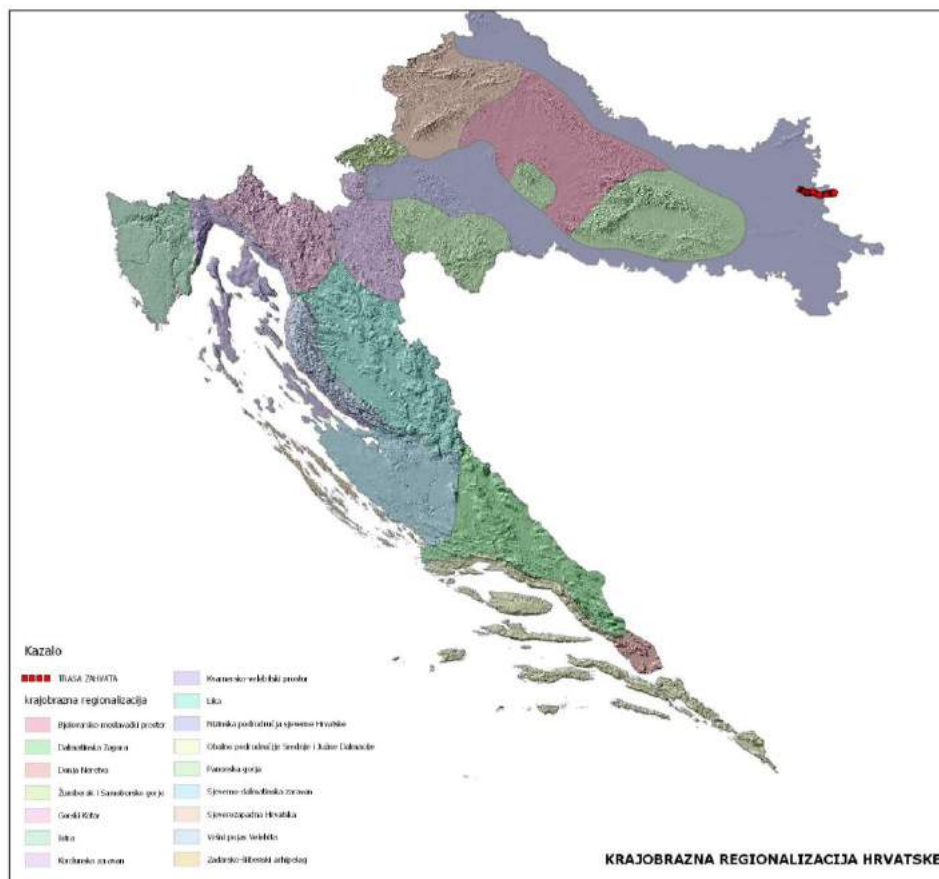 Kazalo
TRASA ZAHVATA
krajobrazna regionalizacija
Bjelovarsko-moslavački prostor
Dalmatinska Zagora
Donja Neretva
Žumberak i Samoborsko gorje
Gorski Kotar
Istra
Kordunska zaravan
Kvarnersko-velebitski prostor
Lika
Nizinska područja sjeverne Hrvatske
Obalno područje Srednje i Južne Dalmacije
Panonska gorja
Sjeverno-dalmatinska zaravan
Sjeverozapadna Hrvatska
Vršni pojas Velebita
Zadarsko-šibenski arhipelag
KRAJOBRAZNA REGIONALIZACIJA HRVATSKE